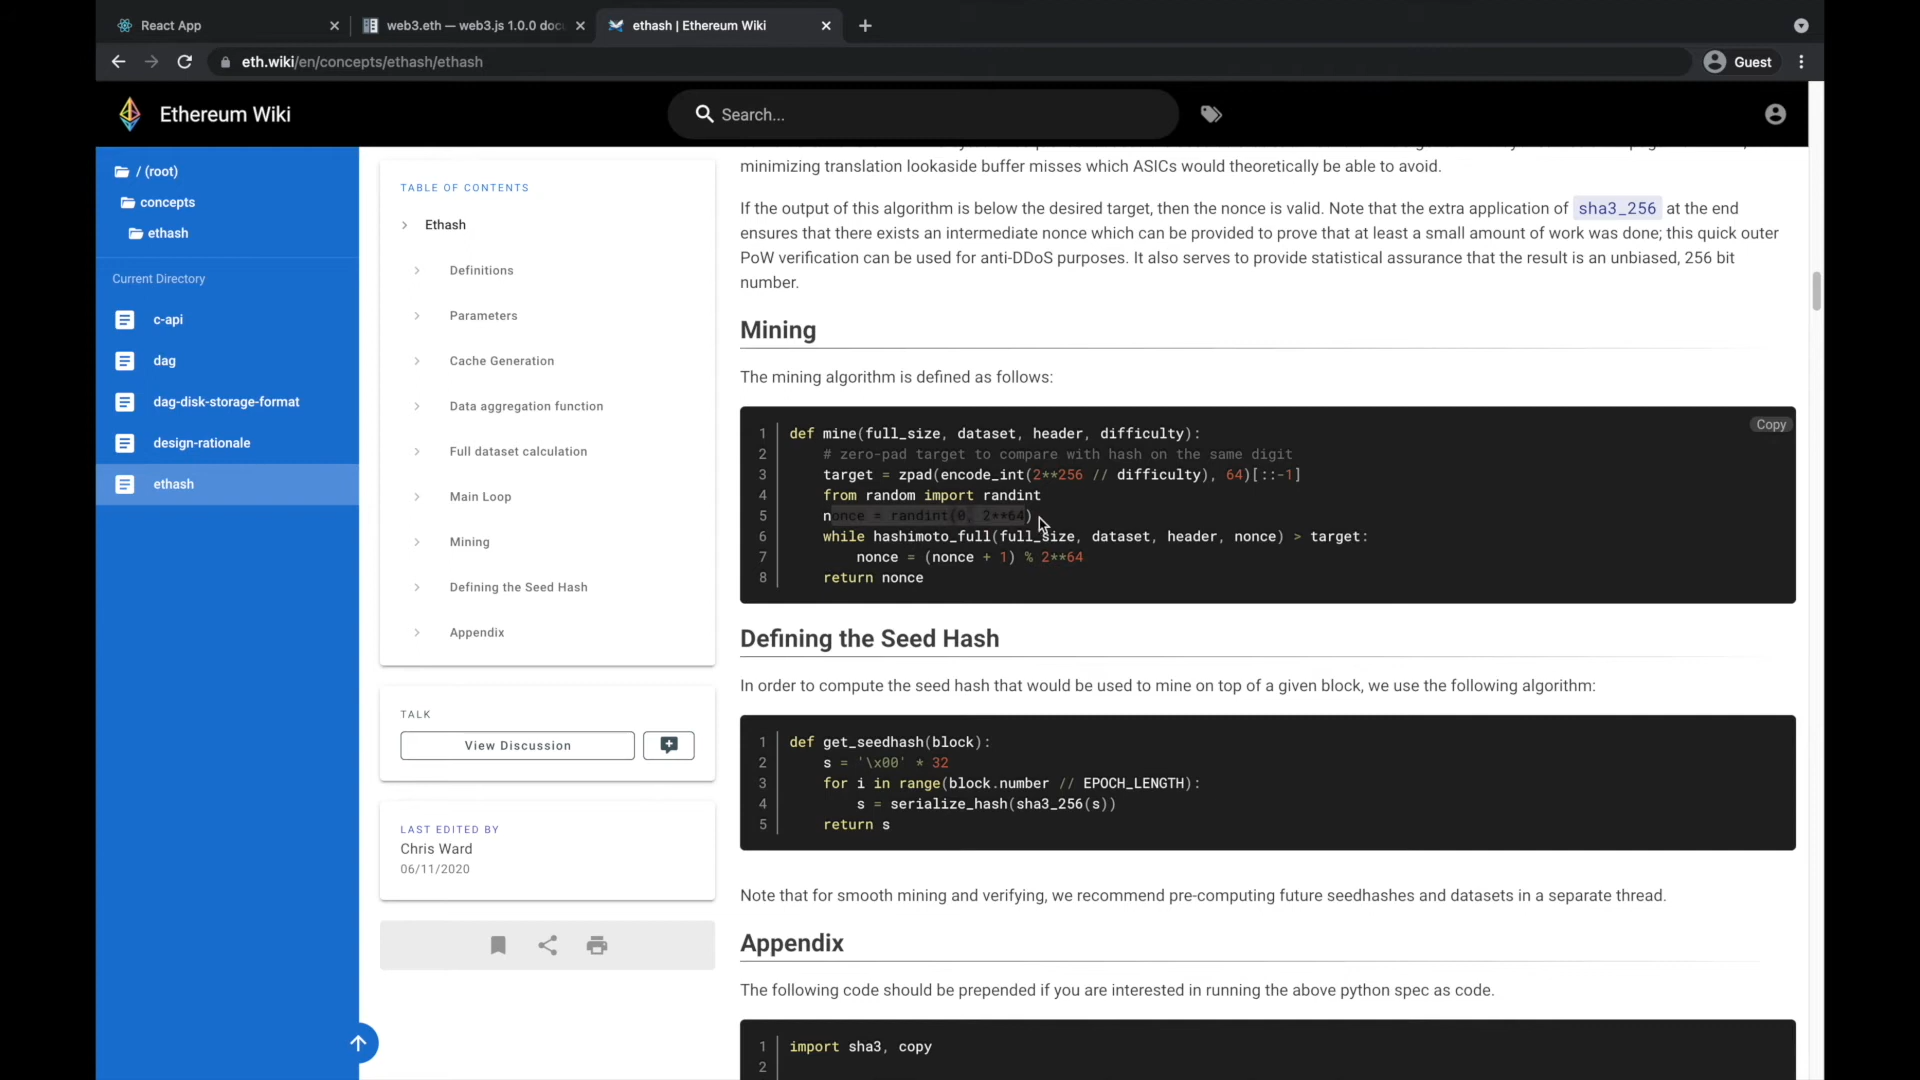 React App
web3.eth — web3.js 1.0.0 doc
ethash | Ethereum Wiki
eth.wiki/en/concepts/ethash/ethash
Guest
Ethereum Wiki
Search...
/ (root)
concepts
ethash
Current Directory
c-api
dag
dag-disk-storage-format
design-rationale
ethash
TABLE OF CONTENTS
Ethash
Definitions
Parameters
Cache Generation
Data aggregation function
Full dataset calculation
Main Loop
Mining
Defining the Seed Hash
Appendix
TALK
View Discussion
LAST EDITED BY
Chris Ward
06/11/2020
minimizing translation lookaside buffer misses which ASICs would theoretically be able to avoid.
If the output of this algorithm is below the desired target, then the nonce is valid. Note that the extra application of sha3_256 at the end
ensures that there exists an intermediate nonce which can be provided to prove that at least a small amount of work was done; this quick outer
PoW verification can be used for anti-DDoS purposes. It also serves to provide statistical assurance that the result is an unbiased, 256 bit
number.
Mining
The mining algorithm is defined as follows:
Copy
1 def mine(full_size, dataset, header, difficulty):
2 # zero-pad target to compare with hash on the same digit
3 target = zpad(encode_int(2**256 // difficulty), 64)[::-1]
4 from random import randint
5 nonce = randint(0, 2**64)
6 while hashimoto_full(full_size, dataset, header, nonce) > target:
7 nonce = (nonce + 1) % 2**64
8 return nonce
Defining the Seed Hash
In order to compute the seed hash that would be used to mine on top of a given block, we use the following algorithm:
1 def get_seedhash(block):
2 s = '\x00' * 32
3 for i in range(block.number // EPOCH_LENGTH):
4 s = serialize_hash(sha3_256(s))
5 return s
Note that for smooth mining and verifying, we recommend pre-computing future seedhashes and datasets in a separate thread.
Appendix
The following code should be prepended if you are interested in running the above python spec as code.
1 import sha3, copy
2